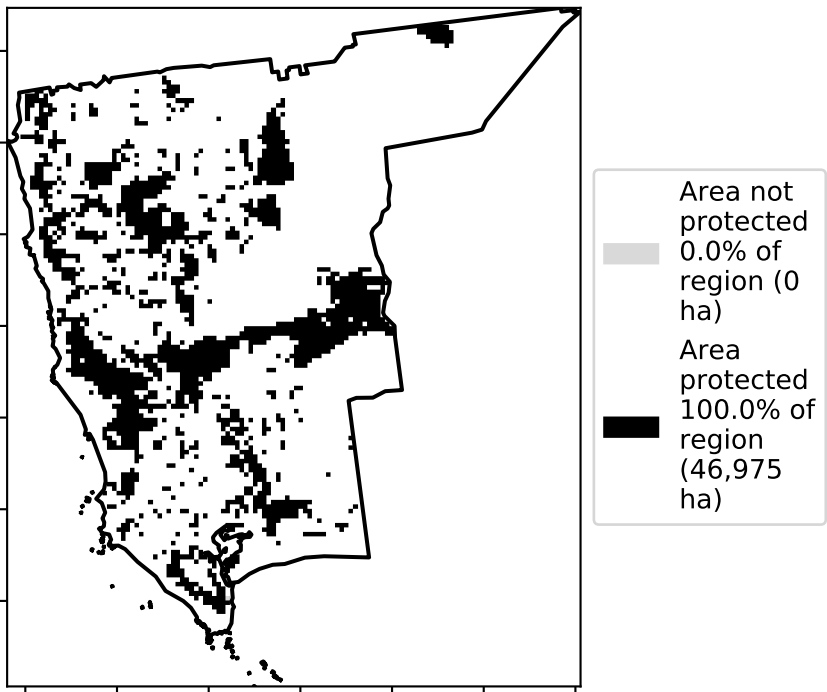 Area not
protected
0.0% of
region (0
ha)
Area
protected
100.0% of
region
(46,975
ha)